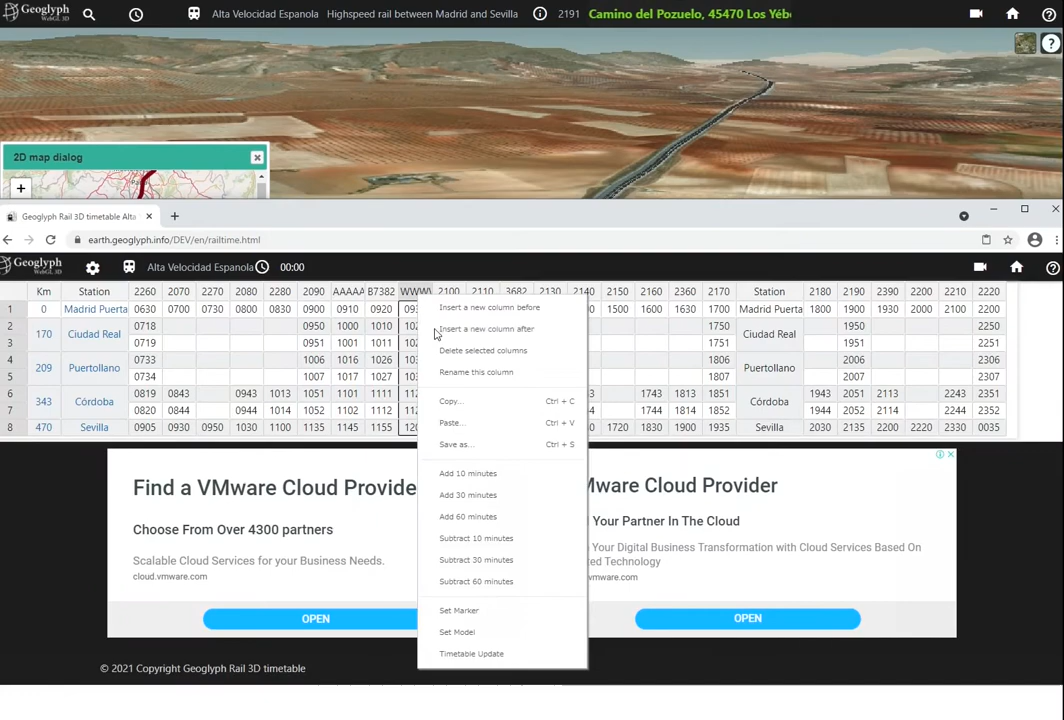 Geoglyph WebGL 3D Alta Velocidad Espanola Highspeed rail between Madrid and Sevilla 2191 Camino del Pozuelo, 45470 Los Yébe
2D map dialog
+
Geoglyph Rail 3D timetable Alta
earth.geoglyph.info/DEV/en/railtime.html
Geoglyph WebGL 3D Alta Velocidad Espanola 00:00
Km Station 2260 2070 2270 2080 2280 2090 AAAAA B7382 WWW 2100 2110 3682 2130 2140 2150 2160 2360 2170 Station 2180 2190 2390 2200 2210 2220
1 0 Madrid Puerta 0630 0700 0730 0800 0830 0900 0910 0920 1500 1600 1630 1700 Madrid Puerta 1800 1900 1930 2000 2100 2110
2 170 Ciudad Real 0718 0950 1000 1010 1750 Ciudad Real 1950 2250
3 0719 0951 1001 1011 1751 1951 2251
4 209 Puertollano 0733 1006 1016 1026 1806 Puertollano 2006 2306
5 0734 1007 1017 1027 1807 2007 2307
6 343 Córdoba 0819 0843 0943 1013 1051 1101 1111 1743 1813 1851 Córdoba 1943 2051 2113 2143 2243 2351
7 0820 0844 0944 1014 1052 1102 1112 1744 1814 1852 1944 2052 2114 2144 2244 2352
8 470 Sevilla 0905 0930 1030 1100 1135 1145 1155 1720 1830 1900 1935 Sevilla 2030 2135 2200 2230 2330 0035
Insert a new column before
Insert a new column after
Delete selected columns
Rename this column
Copy... Ctrl + C
Paste... Ctrl + V
Save as... Ctrl + S
Add 10 minutes
Add 30 minutes
Add 60 minutes
Subtract 10 minutes
Subtract 30 minutes
Subtract 60 minutes
Set Marker
Set Model
Timetable Update
Find a VMware Cloud Provide
Choose From Over 4300 partners
Scalable Cloud Services for your Business Needs.
cloud.vmware.com
OPEN
Mware Cloud Provider
Your Partner In The Cloud
Your Digital Business Transformation with Cloud Services Based On
ed Technology
vmware.com
OPEN
© 2021 Copyright Geoglyph Rail 3D timetable